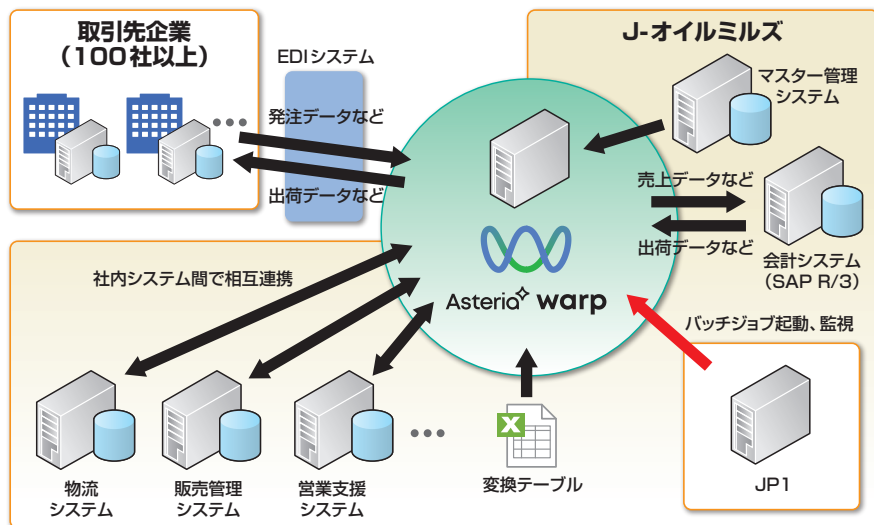 取引先企業
（100社以上）
EDIシステム
J-オイルミルズ
マスター管理
システム
発注データなど
出荷データなど
売上データなど
出荷データなど
会計システム
（SAP R/3）
社内システム間で相互連携
Asteria warp
バッチジョブ起動、監視
物流
システム
販売管理
システム
営業支援
システム
X
変換テーブル
JP1